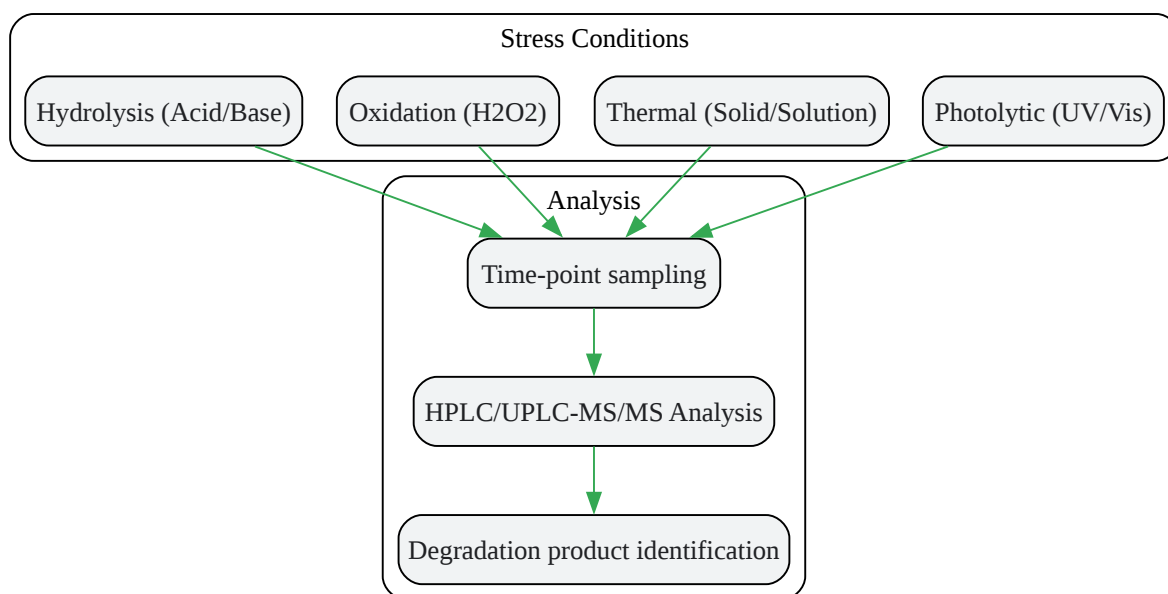 Stress Conditions
Hydrolysis (Acid/Base)
Oxidation (H2O2)
Thermal (Solid/Solution)
Photolytic (UV/Vis)
Analysis
Time-point sampling
HPLC/UPLC-MS/MS Analysis
Degradation product identification